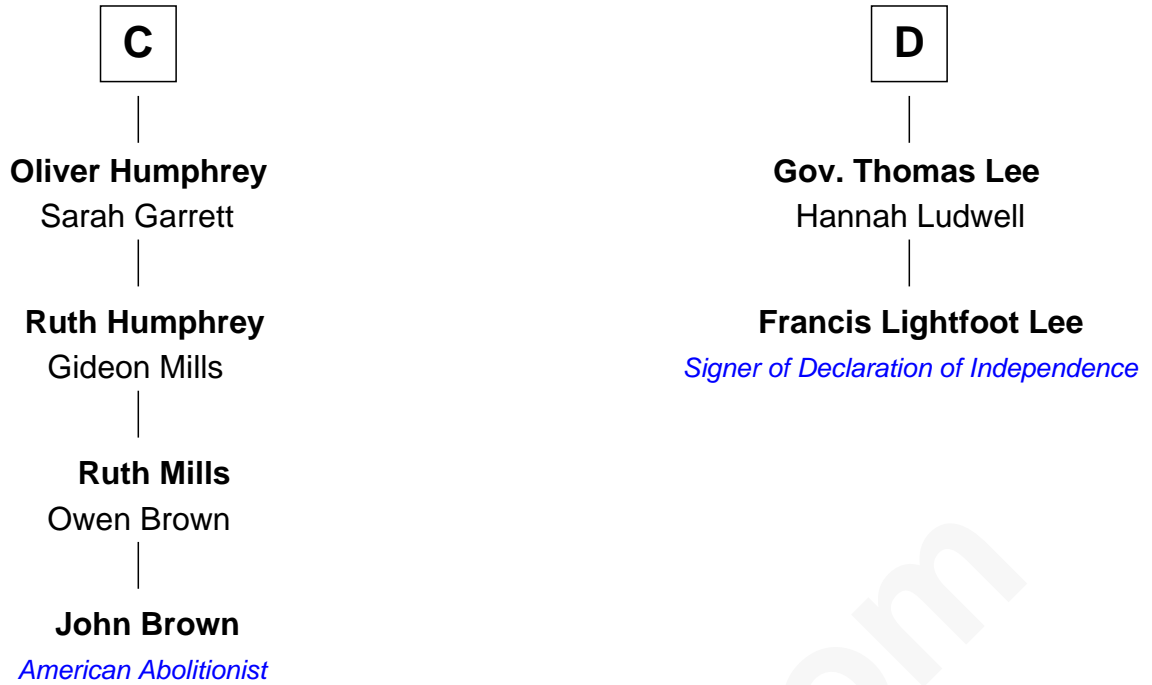 C
Oliver Humphrey
Sarah Garrett
Ruth Humphrey
Gideon Mills
Ruth Mills
Owen Brown
John Brown
American Abolitionist
D
Gov. Thomas Lee
Hannah Ludwell
Francis Lightfoot Lee
Signer of Declaration of Independence
om